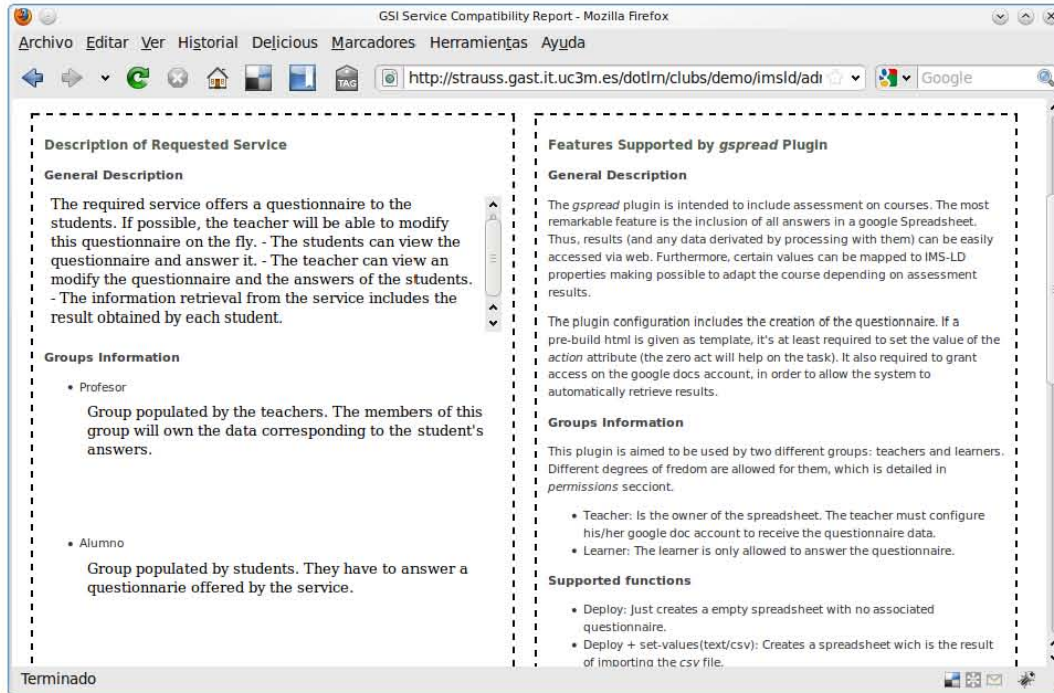 GSI Service Compatibility Report - Mozilla Firefox
Archivo Editar Ver Historial Delicious Marcadores Herramientas Ayuda
TAG
http://strauss.gast.it.uc3m.es/dotlrn/clubs/demo/imsld/adr
Google
Description of Requested Service
General Description
The required service offers a questionnaire to the
students. If possible, the teacher will be able to modify
this questionnaire on the fly. - The students can view the
questionnaire and answer it. - The teacher can view an
modify the questionnaire and the answers of the students.
- The information retrieval from the service includes the
result obtained by each student.
Groups Information
• Profesor
Group populated by the teachers. The members of this
group will own the data corresponding to the student's
answers.
• Alumno
Group populated by students. They have to answer a
questionnarie offered by the service.
Features Supported by gspread Plugin
General Description
The gspread plugin is intended to include assessment on courses. The most
remarkable feature is the inclusion of all answers in a google Spreadsheet.
Thus, results (and any data derivated by processing with them) can be easily
accessed via web. Furthermore, certain values can be mapped to IMS-LD
properties making possible to adapt the course depending on assessment
results.
The plugin configuration includes the creation of the questionnaire. If a
pre-build html is given as template, it's at least required to set the value of the
action attribute (the zero act will help on the task). It also required to grant
access on the google docs account, in order to allow the system to
automatically retrieve results.
Groups Information
This plugin is aimed to be used by two different groups: teachers and learners.
Different degrees of fredom are allowed for them, which is detailed in
permissions secciont.
• Teacher: Is the owner of the spreadsheet. The teacher must configure
his/her google doc account to receive the questionnaire data.
• Learner: The learner is only allowed to answer the questionnaire.
Supported functions
• Deploy: Just creates a empty spreadsheet with no associated
questionnaire.
• Deploy + set-values(text/csv): Creates a spreadsheet wich is the result
of importing the csv file.
Terminado